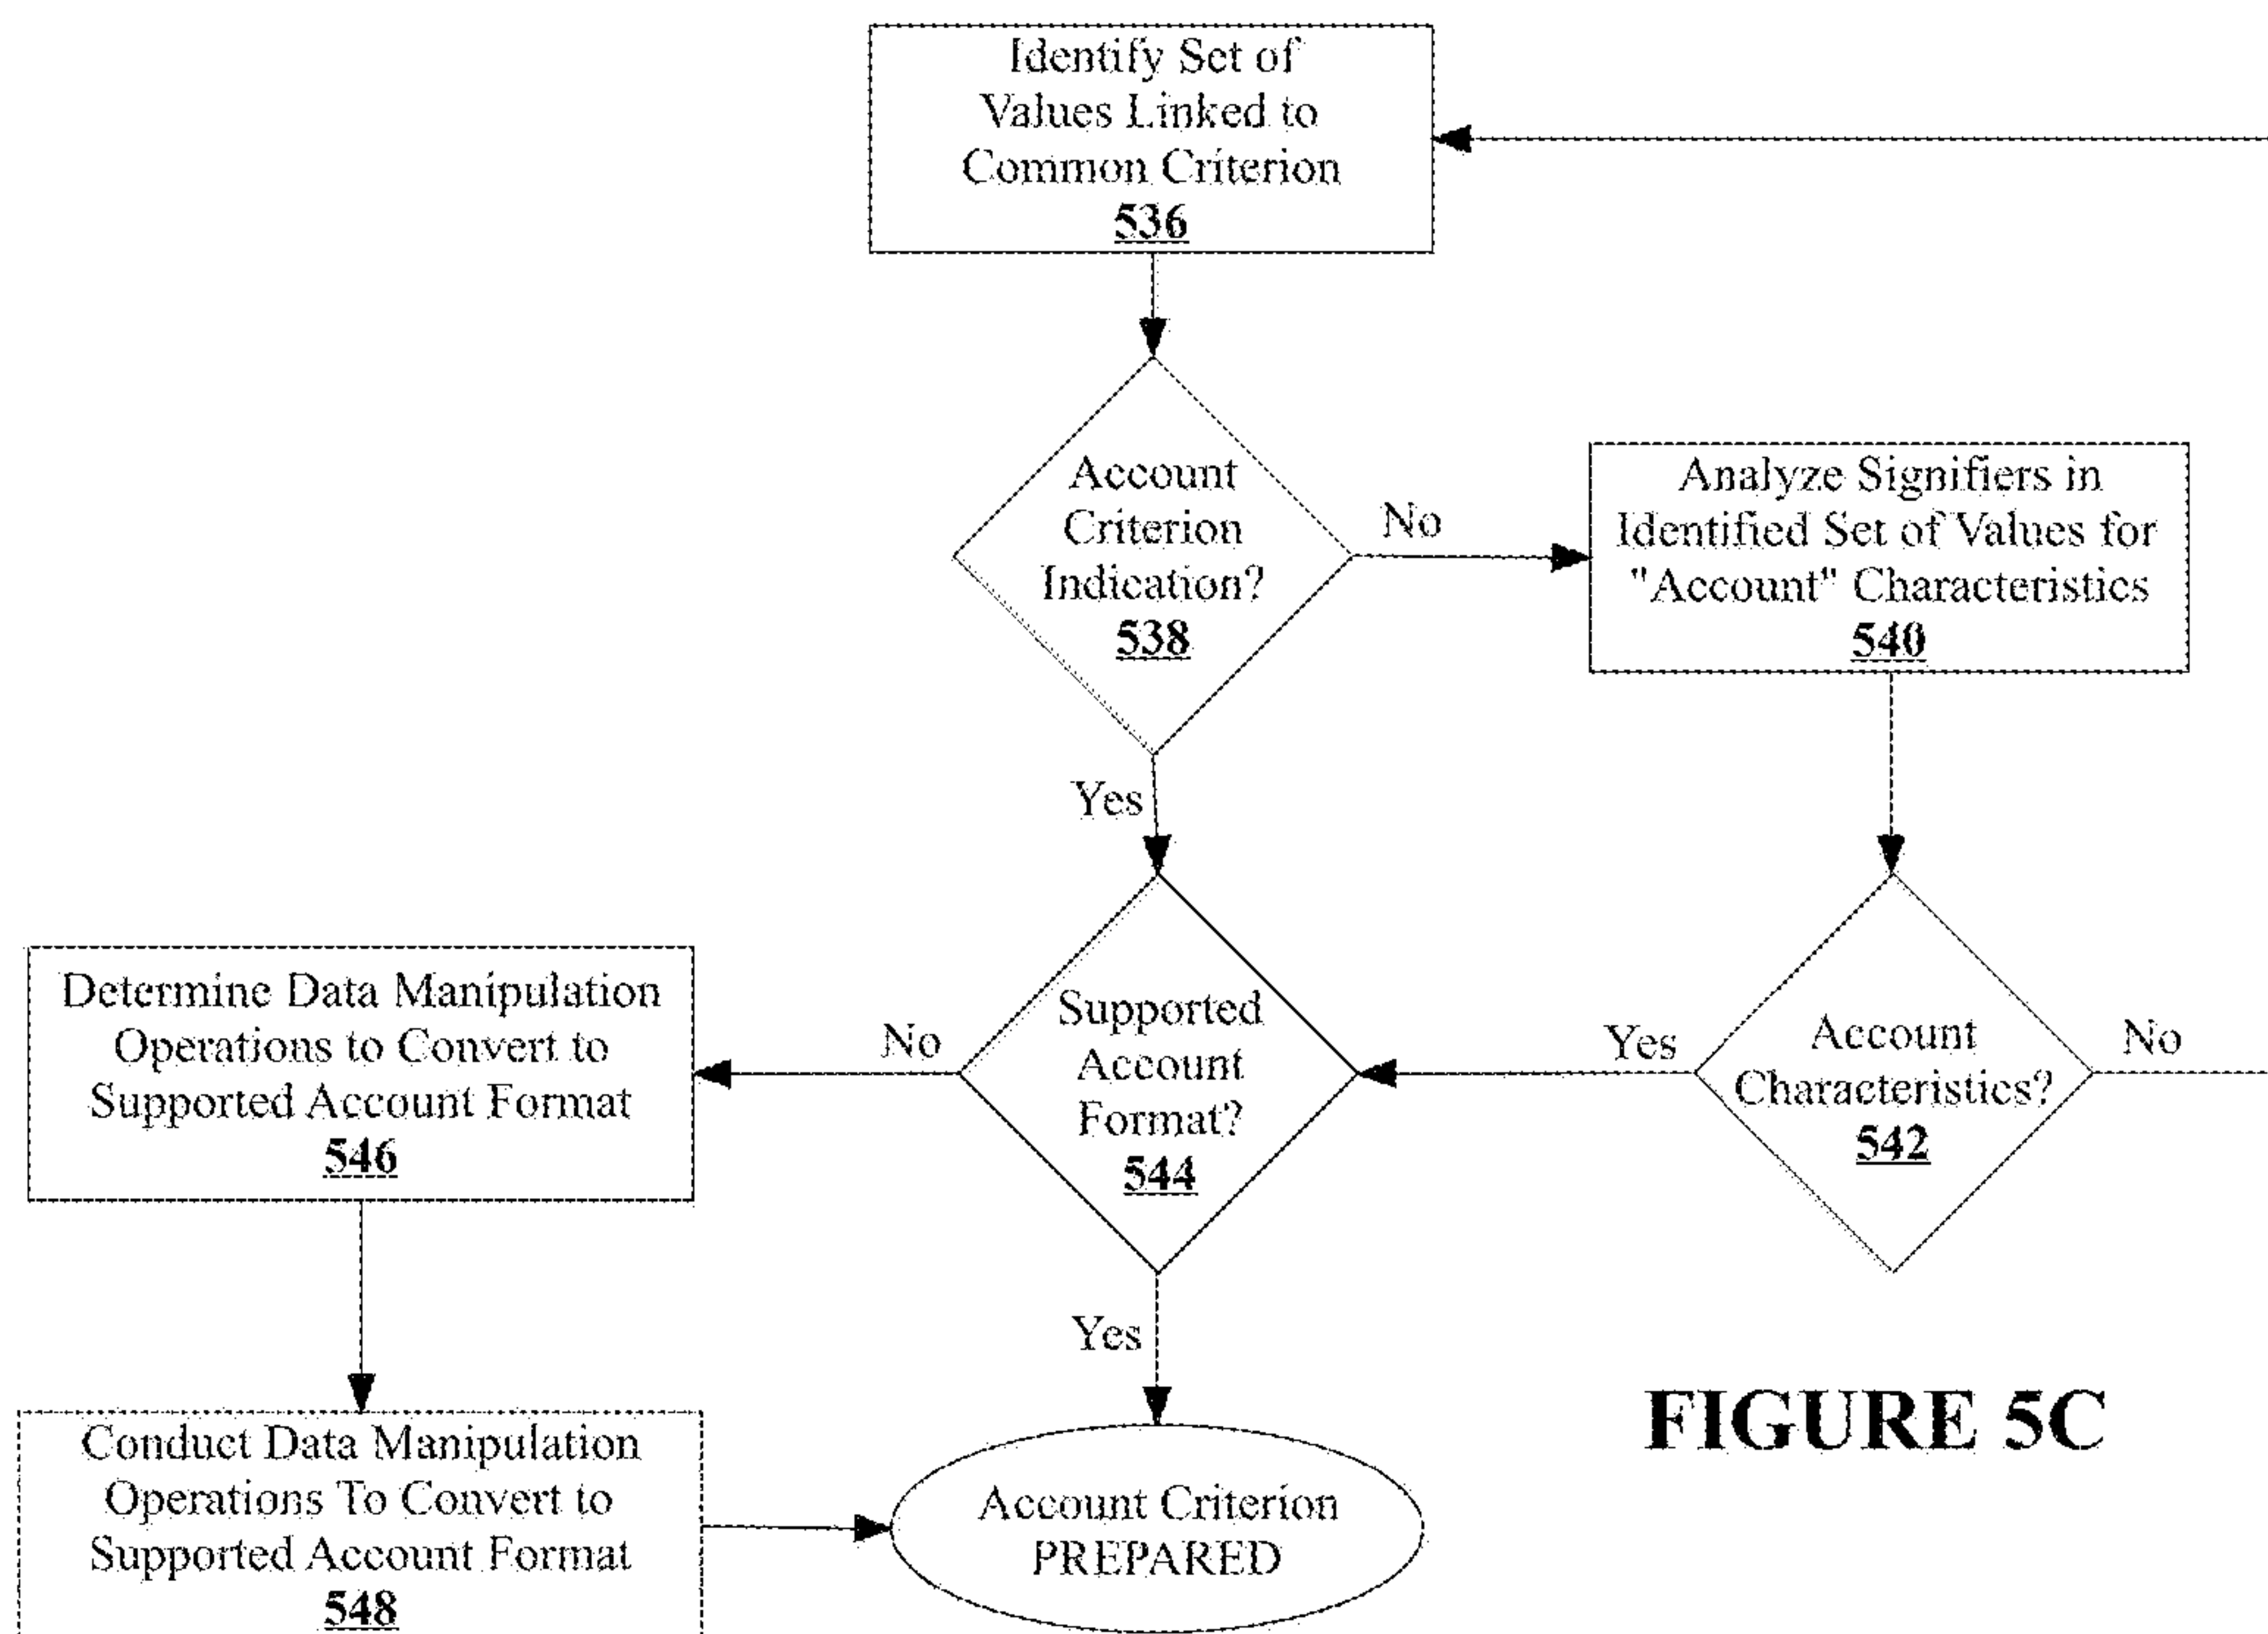 Identify Set of
Values Linked to
Common Criterion
536
Account
Criterion
Indication?
538
No
Analyze Signifiers in
Identified Set of Values for
"Account" Characteristics
540
Yes
Determine Data Manipulation
Operations to Convert to
Supported Account Format
546
No
Supported
Account
Format?
544
Yes
Account
Characteristics?
542
No
Yes
Conduct Data Manipulation
Operations To Convert to
Supported Account Format
548
Account Criterion
PREPARED
FIGURE 5C